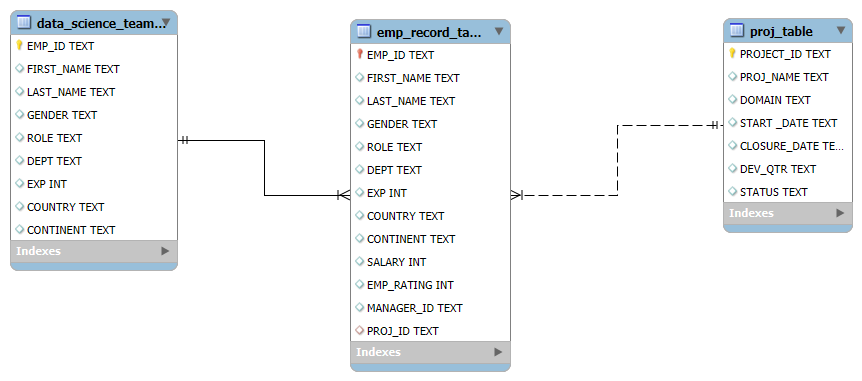 data_science_team...
EMP_ID TEXT
FIRST_NAME TEXT
LAST_NAME TEXT
GENDER TEXT
ROLE TEXT
DEPT TEXT
EXP INT
COUNTRY TEXT
CONTINENT TEXT
Indexes
emp_record_ta...
EMP_ID TEXT
FIRST_NAME TEXT
LAST_NAME TEXT
GENDER TEXT
ROLE TEXT
DEPT TEXT
EXP INT
COUNTRY TEXT
CONTINENT TEXT
SALARY INT
EMP_RATING INT
MANAGER_ID TEXT
PROJ_ID TEXT
Indexes
proj_table
PROJECT_ID TEXT
PROJ_NAME TEXT
DOMAIN TEXT
START _DATE TEXT
CLOSURE_DATE TE...
DEV_QTR TEXT
STATUS TEXT
Indexes